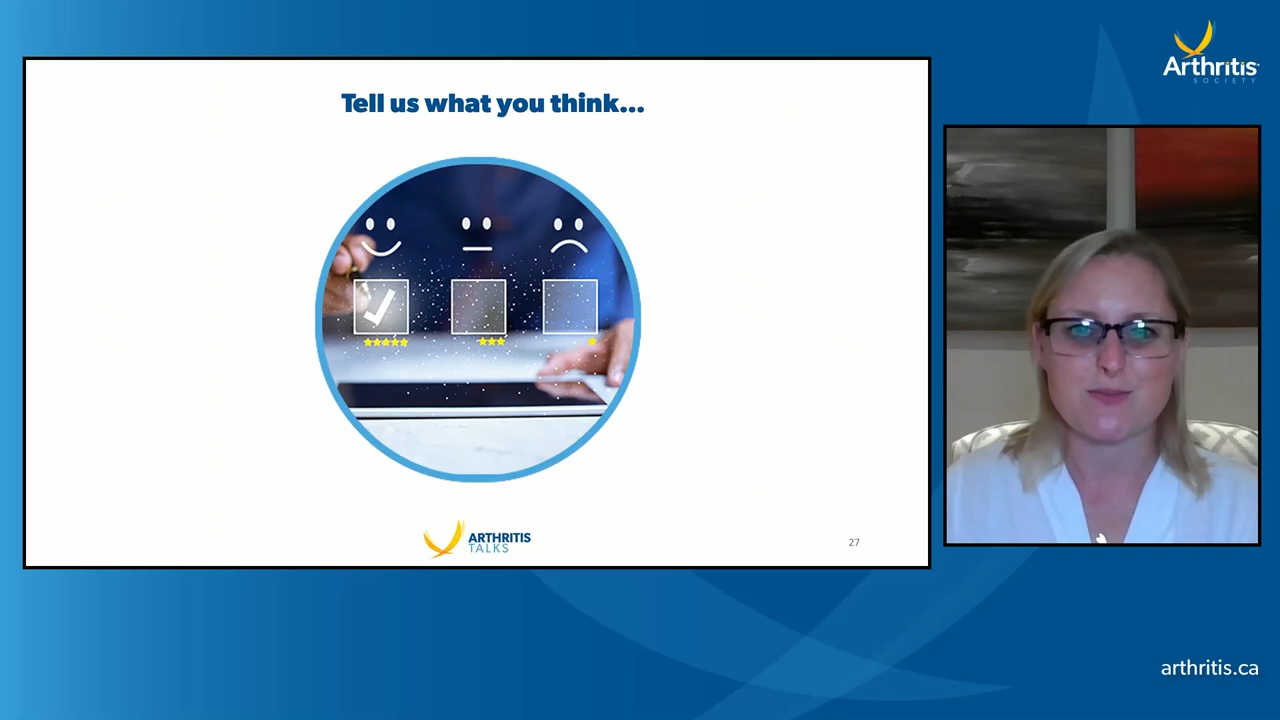 Tell us what you think...
ARTHRITIS
TALKS
27
Arthritis
SOCIETY
arthritis.ca